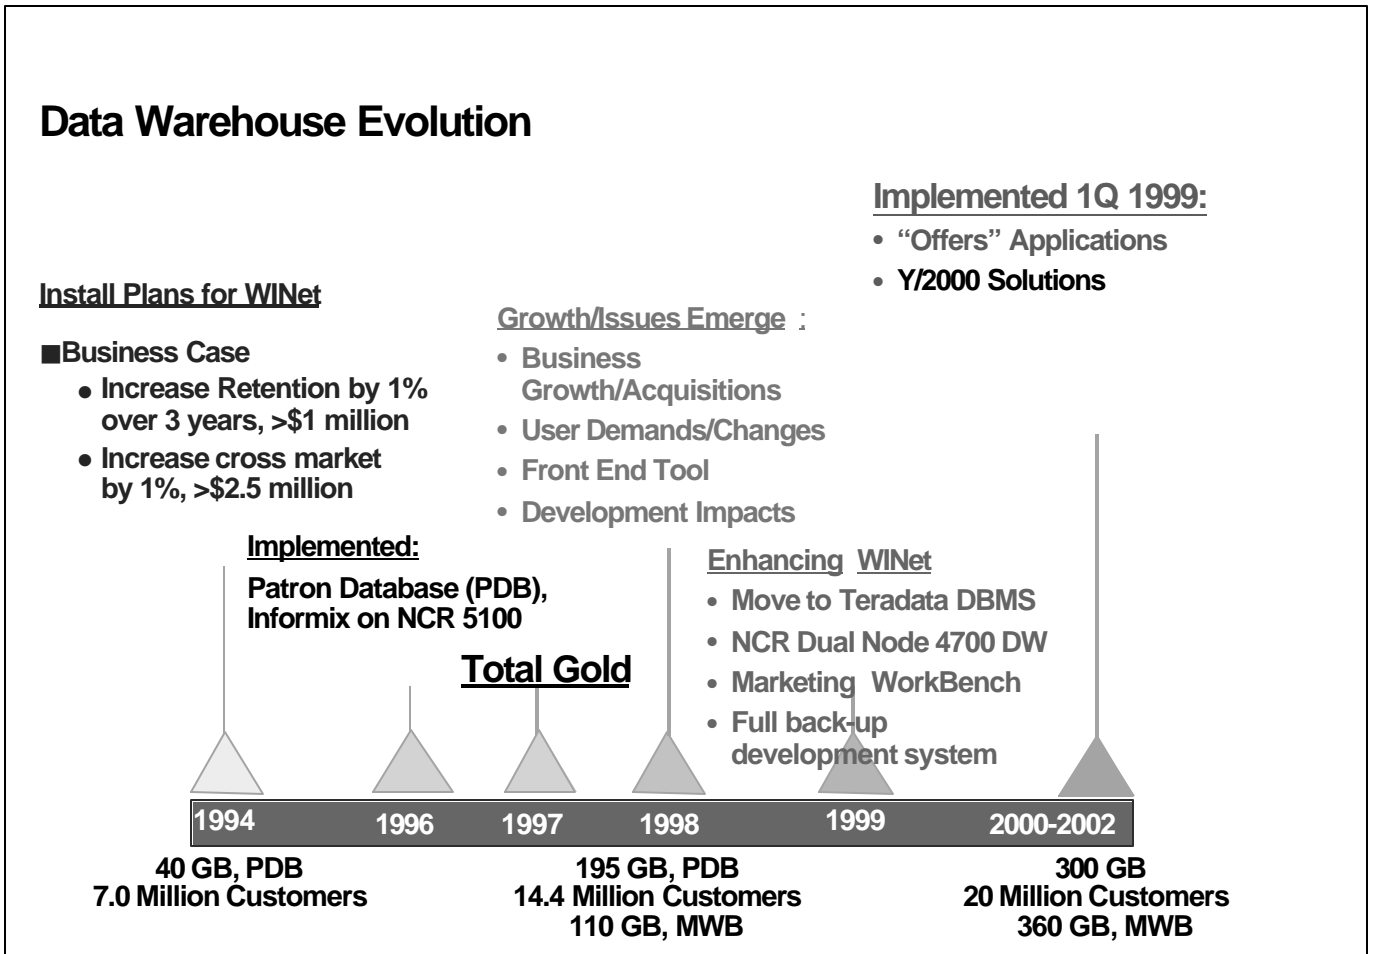 Data Warehouse Evolution
Implemented 1Q 1999:
• “Offers” Applications
• Y/2000 Solutions
Install Plans for WINet
■Business Case
● Increase Retention by 1%
over 3 years, >$1 million
● Increase cross market
by 1%, >$2.5 million
Growth/Issues Emerge :
• Business
Growth/Acquisitions
• User Demands/Changes
• Front End Tool
• Development Impacts
Implemented:
Patron Database (PDB),
Informix on NCR 5100
Total Gold
Enhancing WINet
• Move to Teradata DBMS
• NCR Dual Node 4700 DW
• Marketing WorkBench
• Full back-up
development system
1994 1996 1997 1998 1999 2000-2002
40 GB, PDB
7.0 Million Customers
195 GB, PDB
14.4 Million Customers
110 GB, MWB
300 GB
20 Million Customers
360 GB, MWB